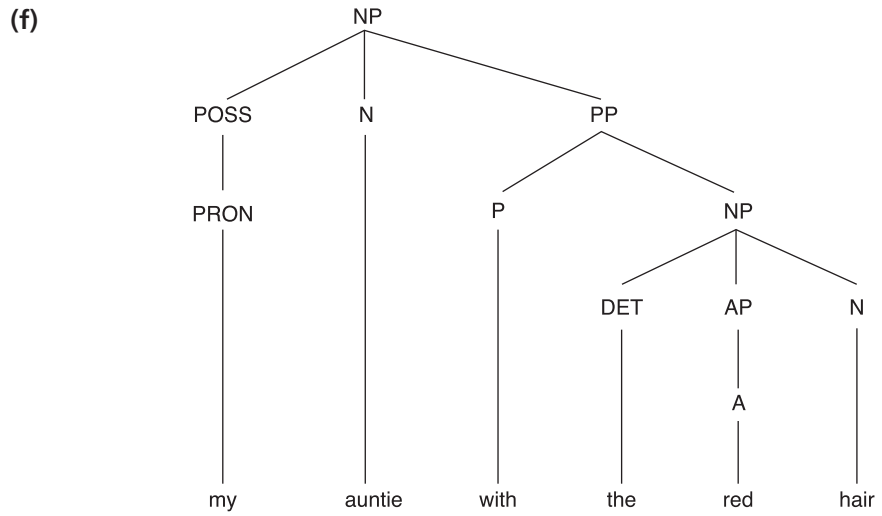 (f)
NP
POSS N PP
PRON P NP
DET AP N
A
my auntie with the red hair